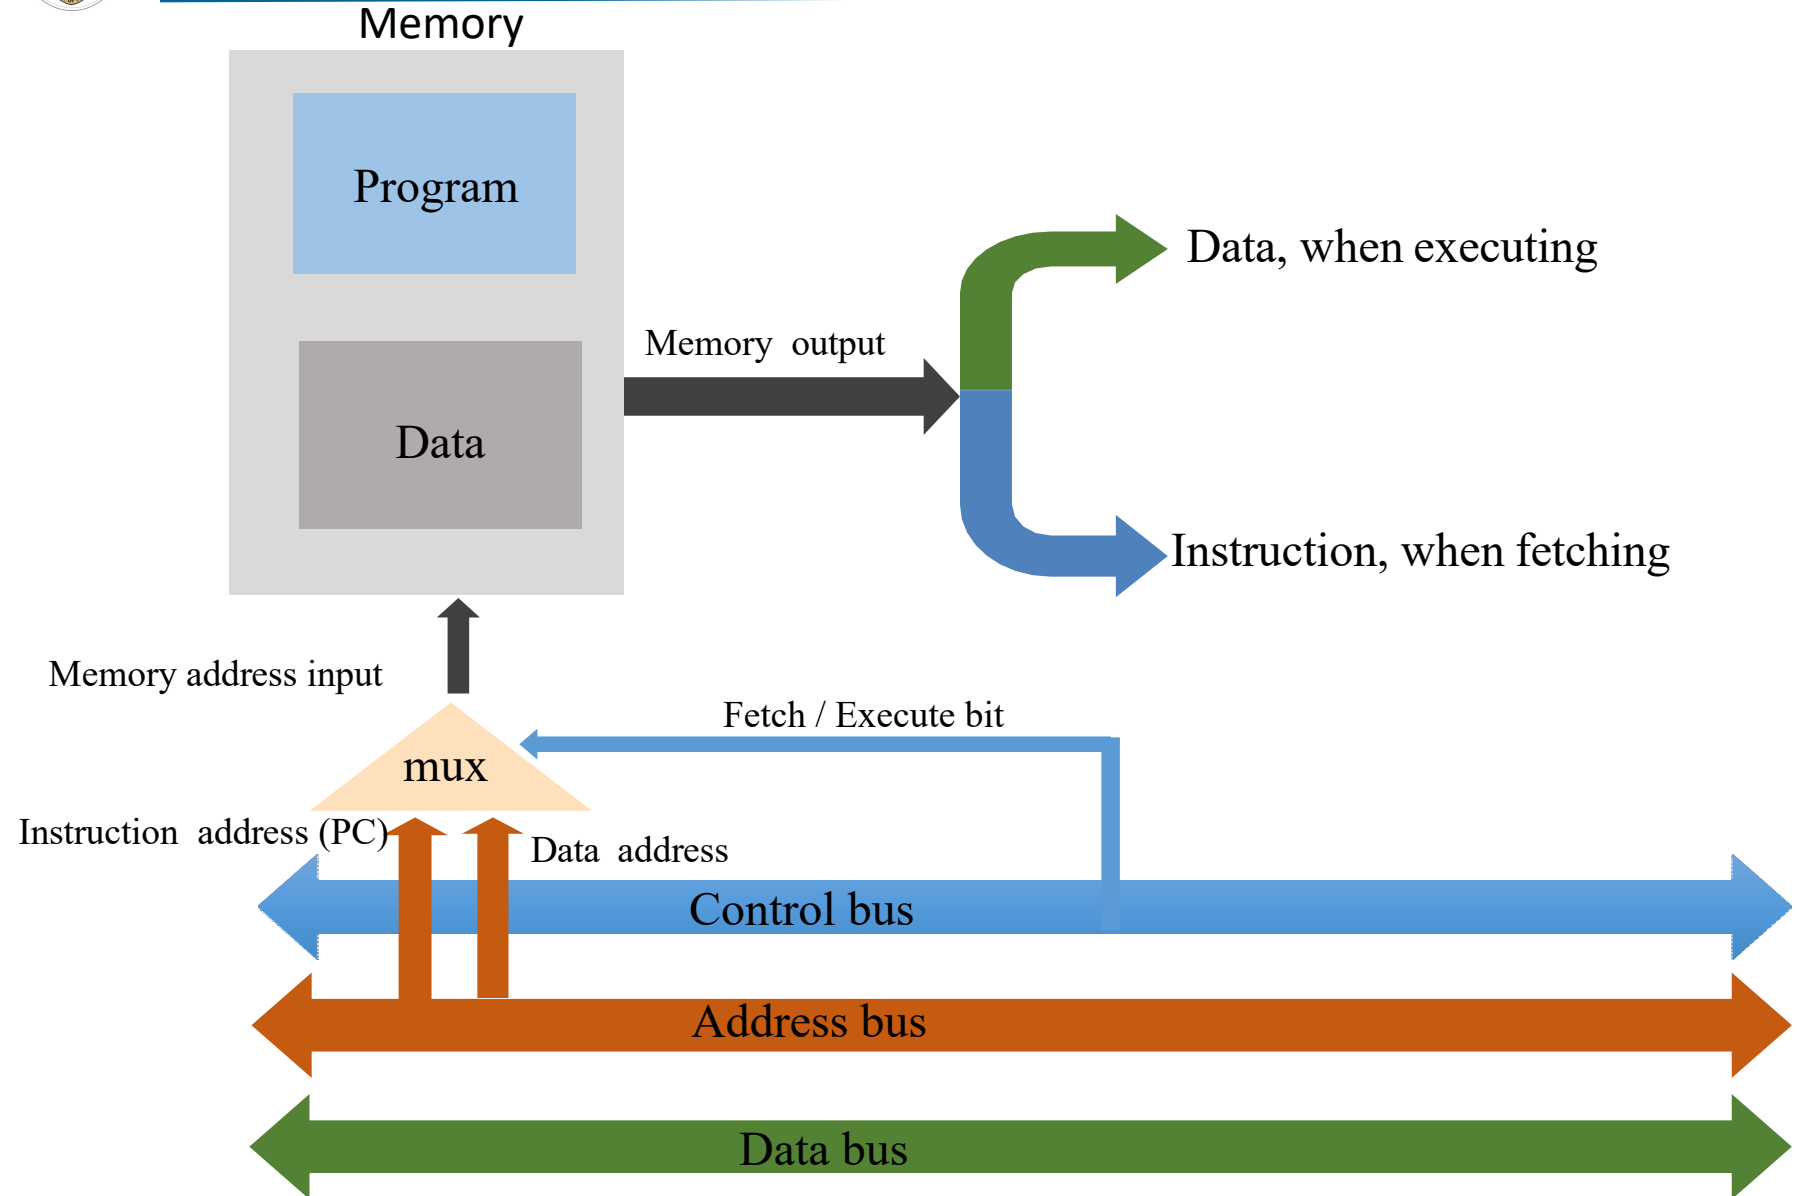 Memory
Program
Data, when executing
Memory output
Data
Instruction, when fetching
Memory address input
Fetch / Execute bit
mux
Instruction address (PC)
Data address
Control bus
Address bus
Data bus